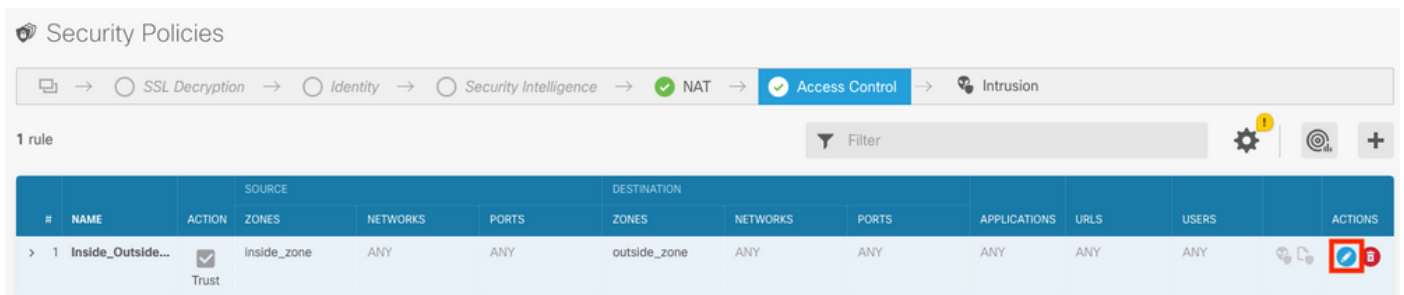 Security Policies
SSL Decryption → Identity → Security Intelligence → NAT → Access Control → Intrusion
1 rule
Filter
!
SOURCE DESTINATION
# NAME ACTION ZONES NETWORKS PORTS ZONES NETWORKS PORTS APPLICATIONS URLS USERS ACTIONS
> 1 Inside_Outside... Trust inside_zone ANY ANY outside_zone ANY ANY ANY ANY ANY